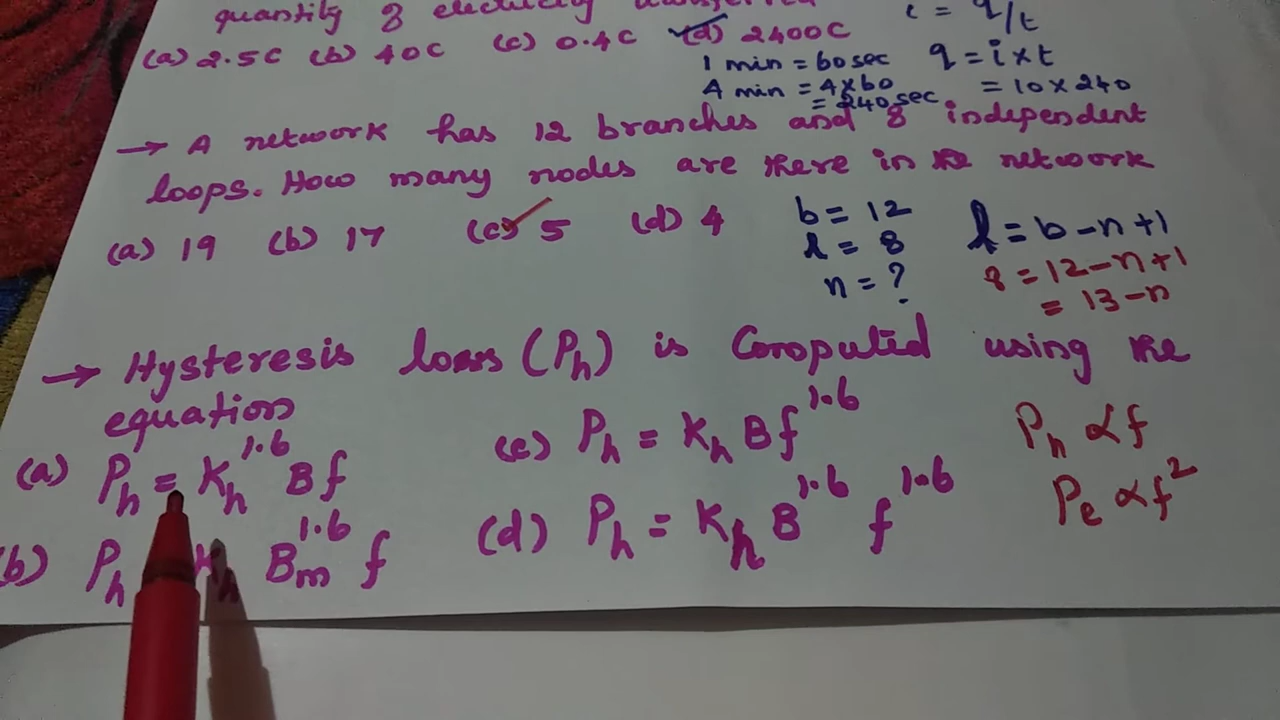 quantity of electricity transferred
i = q/t
(a) 2.5C (b) 40C (c) 0.4C (d) 2400C
1 min = 60 sec
q = i x t
4 min = 4x60
= 240 sec
= 10 x 240
→ A network has 12 branches and 8 independent
loops. How many nodes are there in the network
(a) 19 (b) 17 (c) 5 (d) 4
b = 12
l = 8
n = ?
l = b - n + 1
8 = 12 - n + 1
= 13 - n
→ Hysteresis loss (Ph) is Computed using the
equation
(a) Ph = Kh^1.6 B f
(b) Ph Kh Bm^1.6 f
(c) Ph = Kh B f^1.6
(d) Ph = Kh B^1.6 f^1.6
Ph ∝ f
Pe ∝ f²